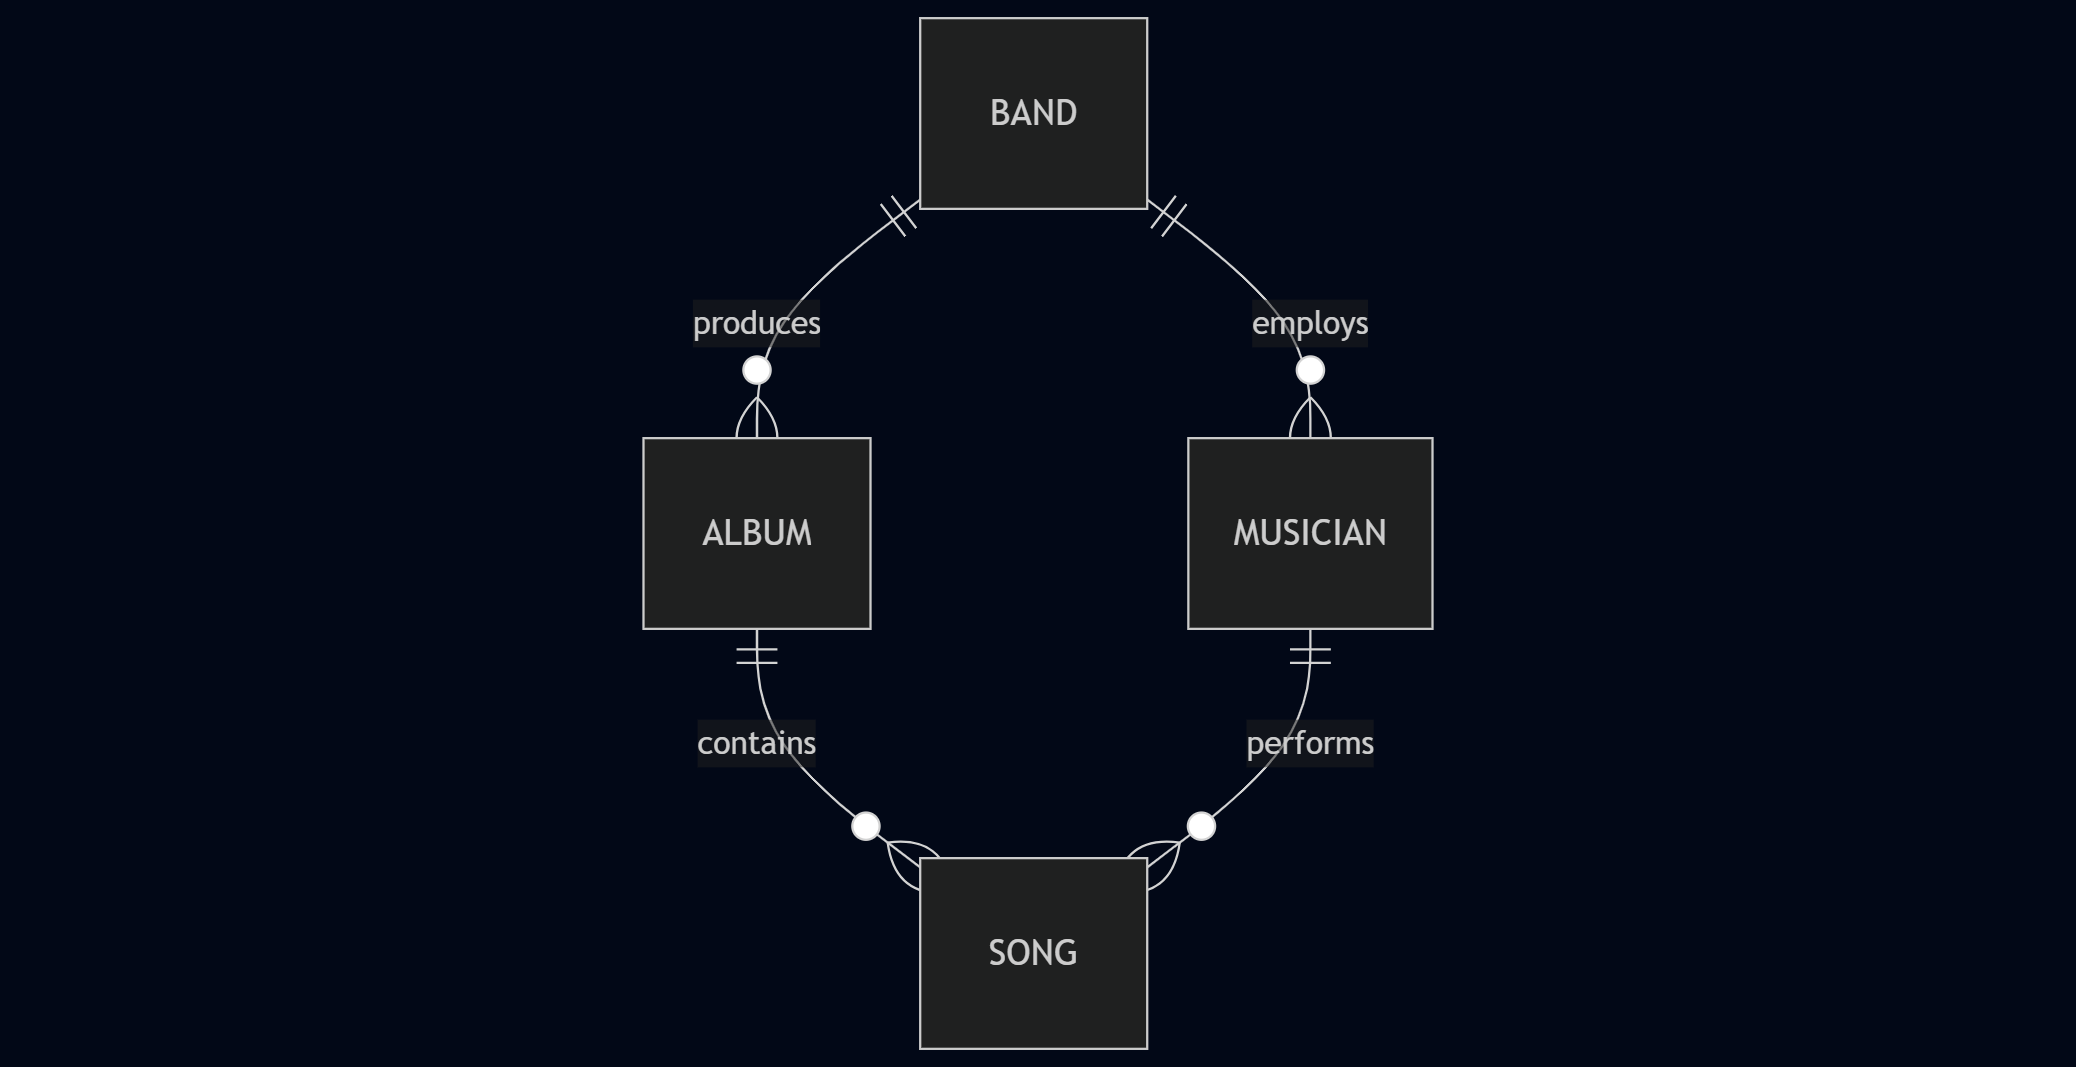 BAND
produces
employs
ALBUM
MUSICIAN
contains
performs
SONG